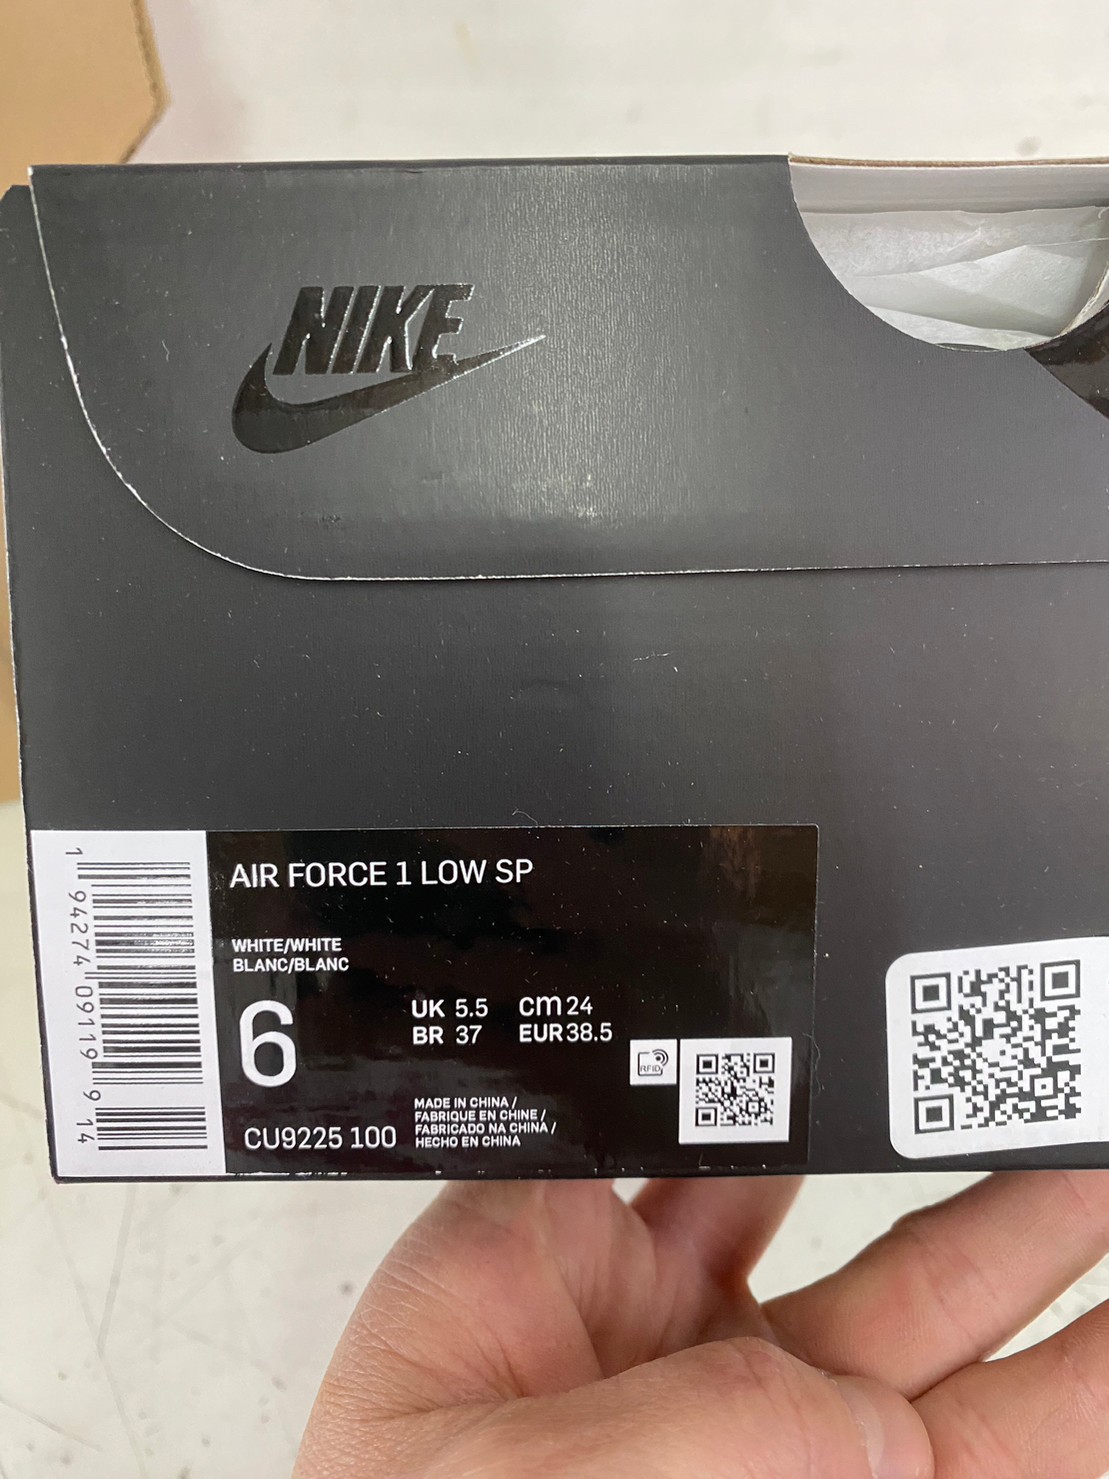 NIKE
AIR FORCE 1 LOW SP
WHITE/WHITE
BLANC/BLANC
6
UK 5.5 cm 24
BR 37 EUR 38.5
RFID
CU9225 100
MADE IN CHINA /
FABRIQUE EN CHINE /
FABRICADO NA CHINA /
HECHO EN CHINA
1 94274 09119 9 14